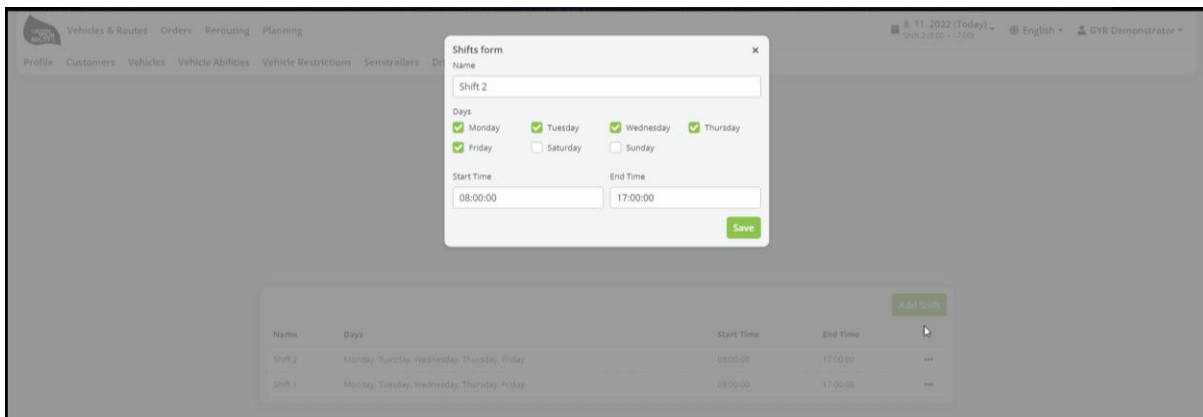 Vehicles & Routes Orders Rerouting Planning
8. 11. 2022 (Today)
Shift 2 (8:00 - 17:00)
English
GYR Demonstrator
Profile Customers Vehicles Vehicle Abilities Vehicle Restrictions Semitrailers
Shifts form
Name
Shift 2
Days
Monday Tuesday Wednesday Thursday
Friday Saturday Sunday
Start Time End Time
08:00:00 17:00:00
Save
Add Shift
Name Days Start Time End Time
Shift 2 Monday, Tuesday, Wednesday, Thursday, Friday 08:00:00 17:00:00
Shift 1 Monday, Tuesday, Wednesday, Thursday, Friday 17:00:00